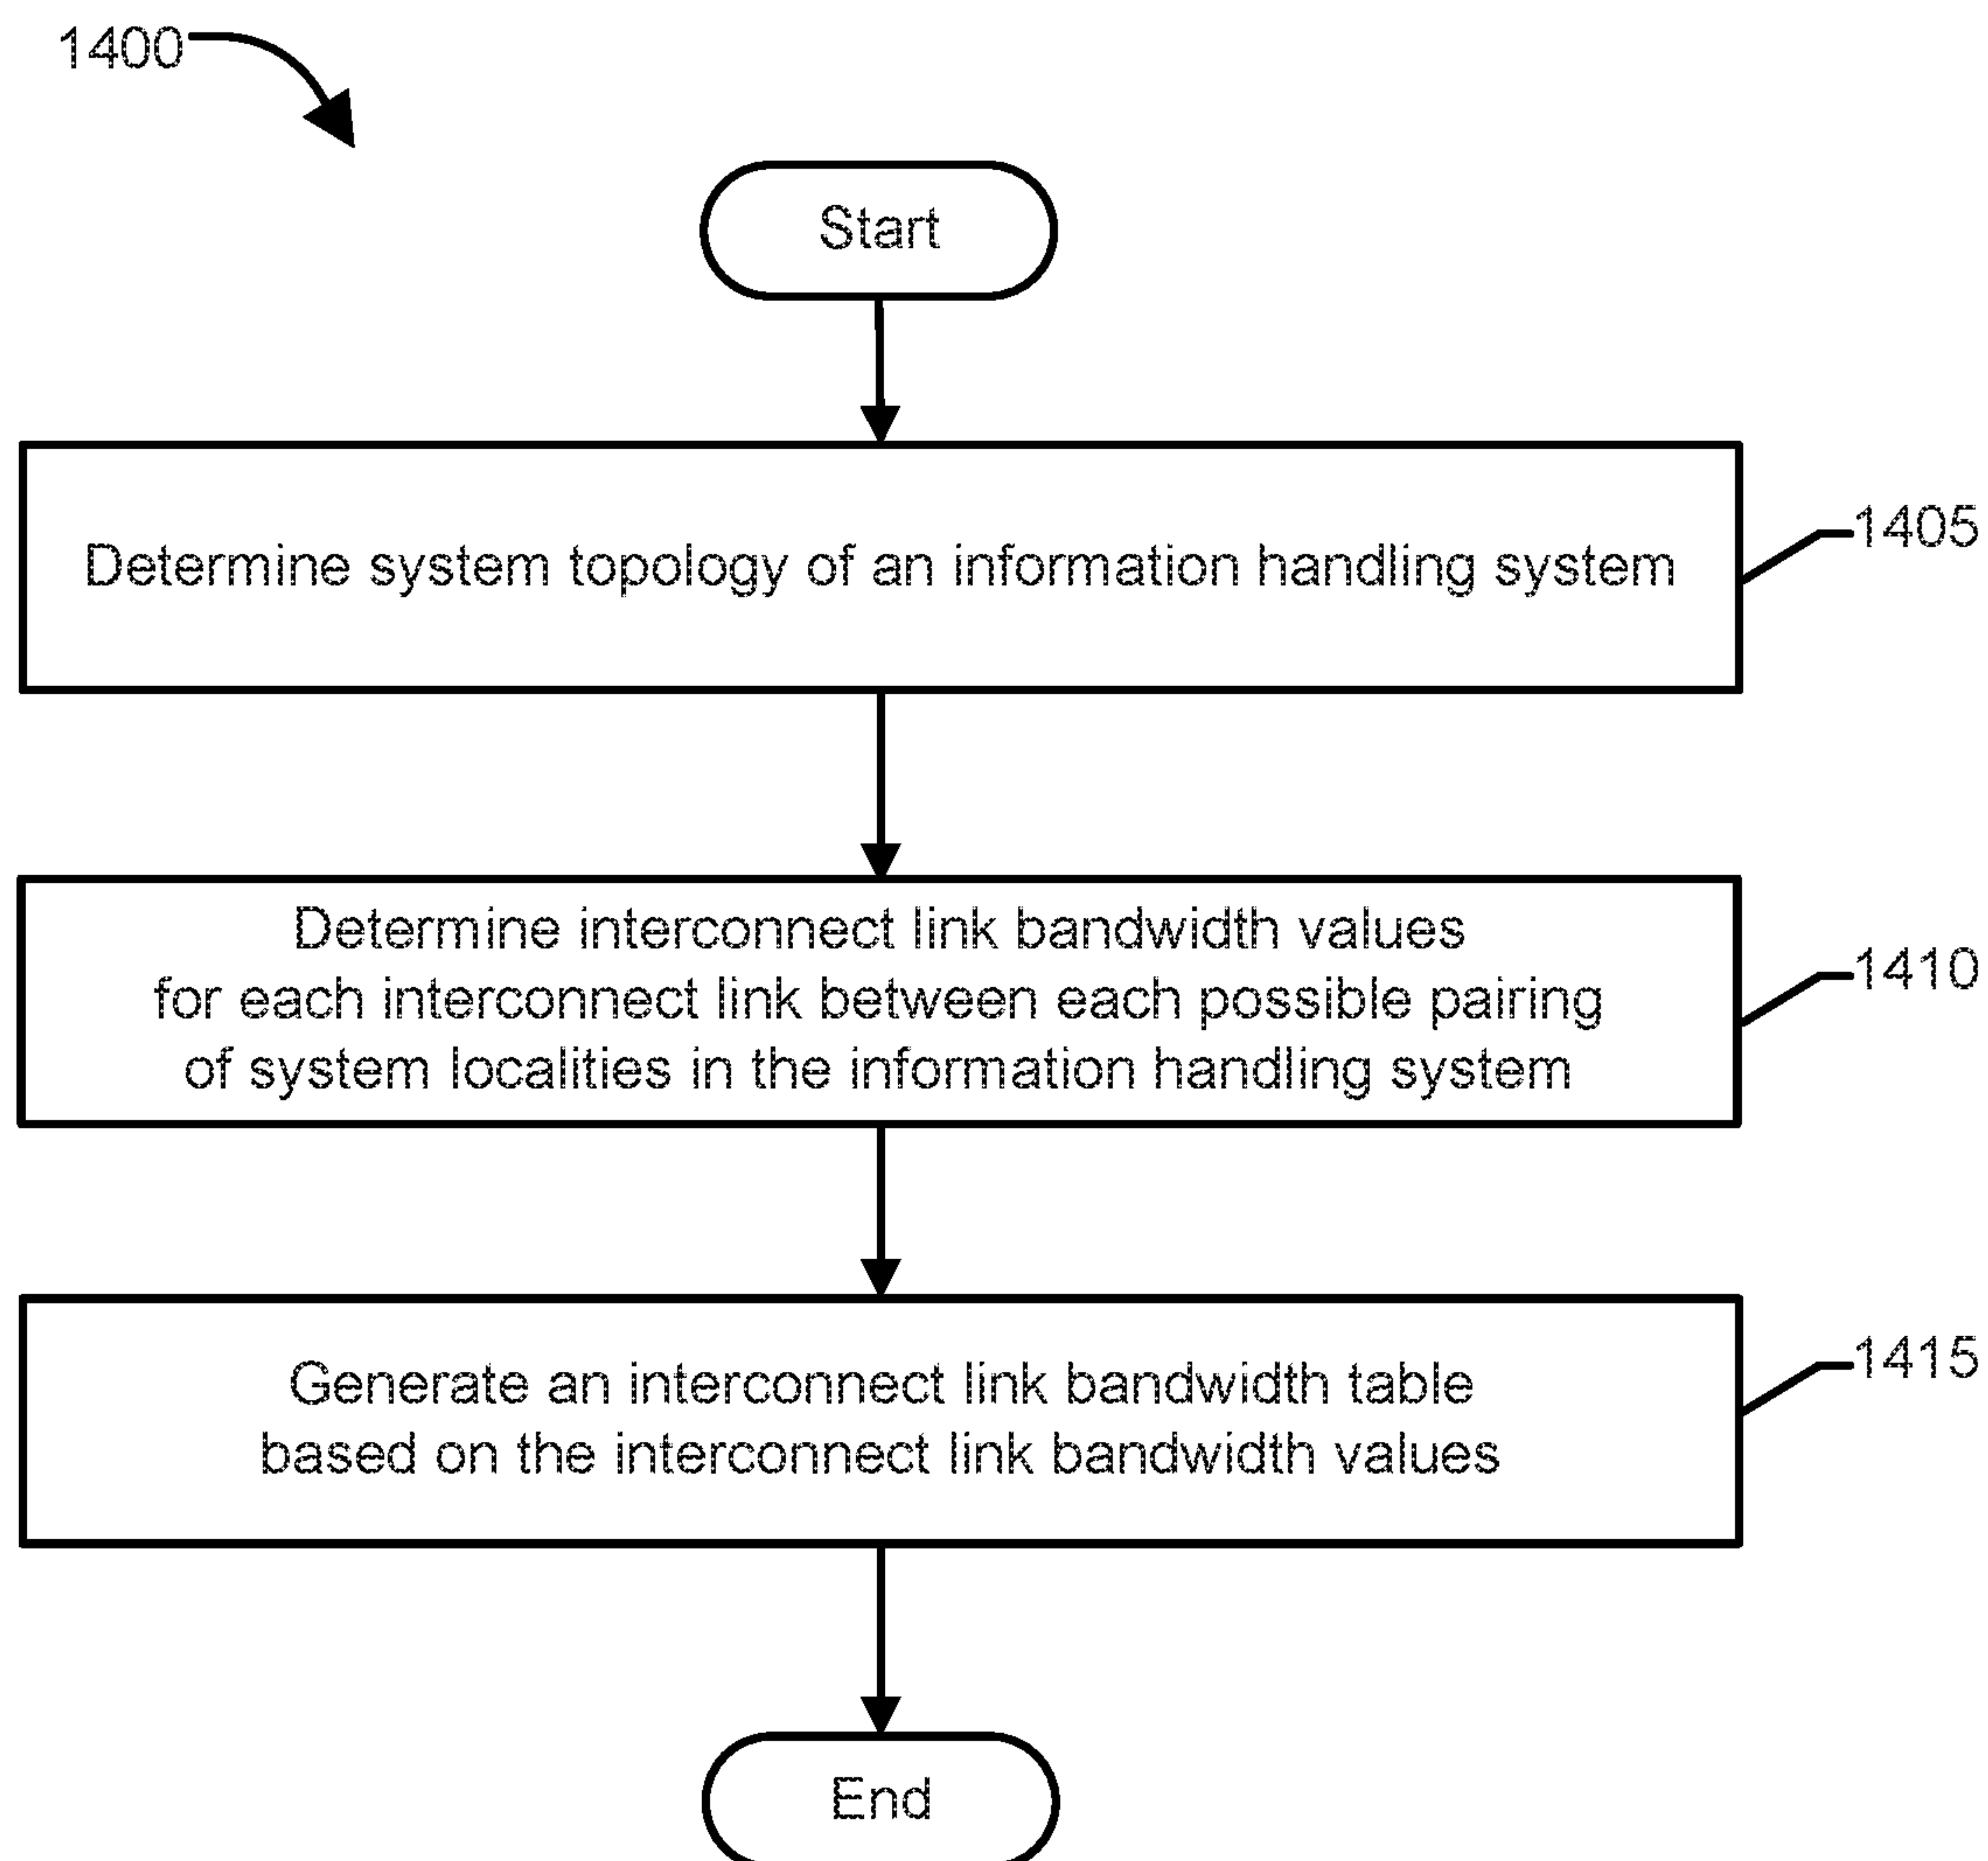 1400
Start
Determine system topology of an information handling system
1405
Determine interconnect link bandwidth values
for each interconnect link between each possible pairing
of system localities in the information handling system
1410
Generate an interconnect link bandwidth table
based on the interconnect link bandwidth values
1415
End